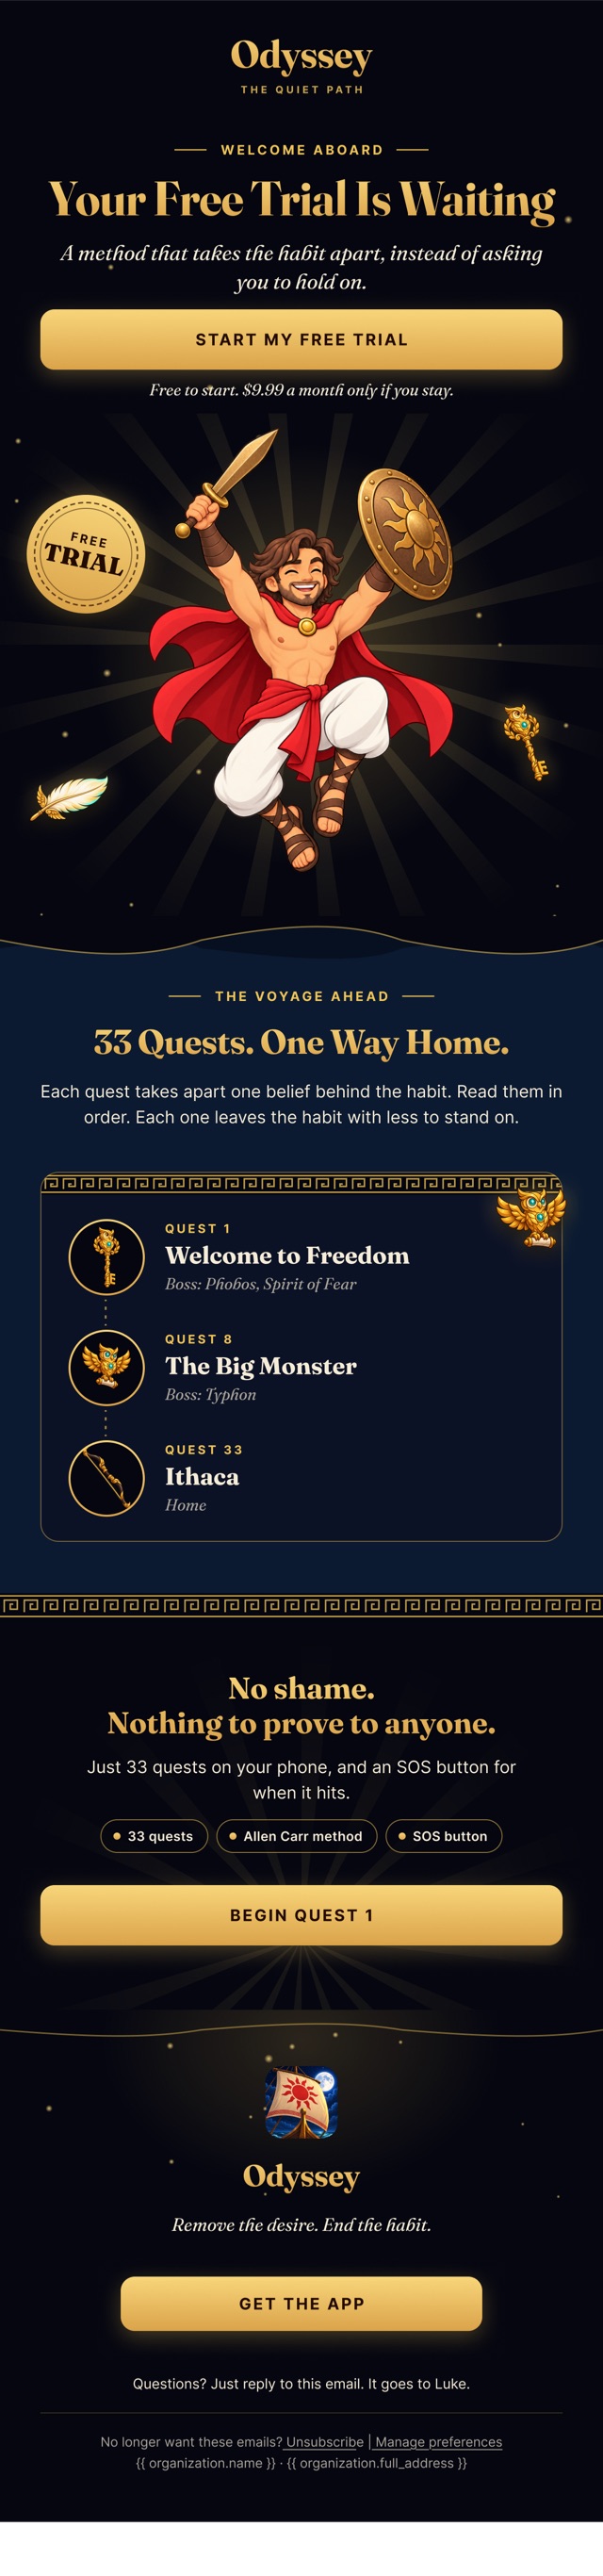 Odyssey
THE QUIET PATH
WELCOME ABOARD
Your Free Trial Is Waiting
A method that takes the habit apart, instead of asking
you to hold on.
START MY FREE TRIAL
Free to start. $9.99 a month only if you stay.
FREE
TRIAL
THE VOYAGE AHEAD
33 Quests. One Way Home.
Each quest takes apart one belief behind the habit. Read them in
order. Each one leaves the habit with less to stand on.
QUEST 1
Welcome to Freedom
Boss: Phobos, Spirit of Fear
QUEST 8
The Big Monster
Boss: Typhon
QUEST 33
Ithaca
Home
No shame.
Nothing to prove to anyone.
Just 33 quests on your phone, and an SOS button for
when it hits.
33 quests
Allen Carr method
SOS button
BEGIN QUEST 1
Odyssey
Remove the desire. End the habit.
GET THE APP
Questions? Just reply to this email. It goes to Luke.
No longer want these emails? Unsubscribe | Manage preferences
{{ organization.name }} · {{ organization.full_address }}